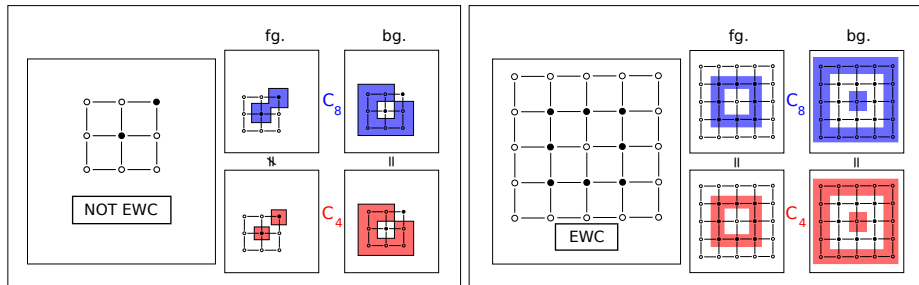 fg. bg.
C8
NOT EWC
≠ =
C4
fg. bg.
C8
EWC
= =
C4